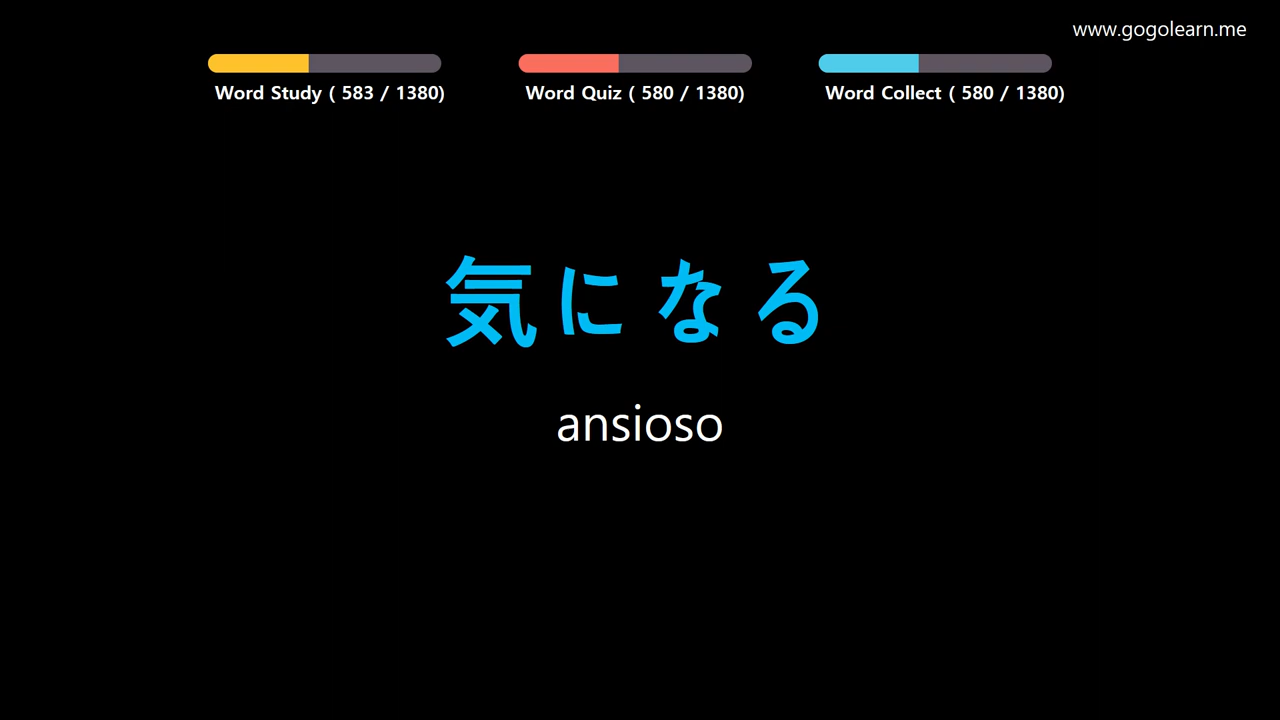 www.gogolearn.me
Word Study ( 583 / 1380)
Word Quiz ( 580 / 1380)
Word Collect ( 580 / 1380)
気になる
ansioso